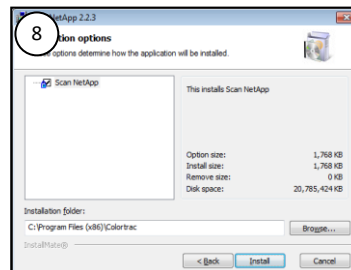 NetApp 2.2.3
8
tion options
options determine how the application will be installed.
Scan NetApp
This installs Scan NetApp
Option size: 1,768 KB
Install size: 1,768 KB
Remove size: 0 KB
Disk space: 20,785,424 KB
Installation folder:
C:\Program Files (x86)\Colortrac
Browse...
InstallMate®
< Back
Install
Cancel